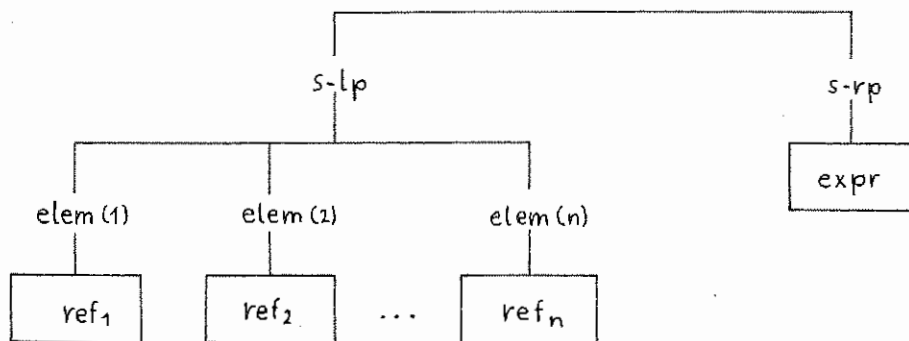 s-lp s-rp
expr
elem(1) elem(2) elem(n)
ref₁ ref₂ ... refₙ